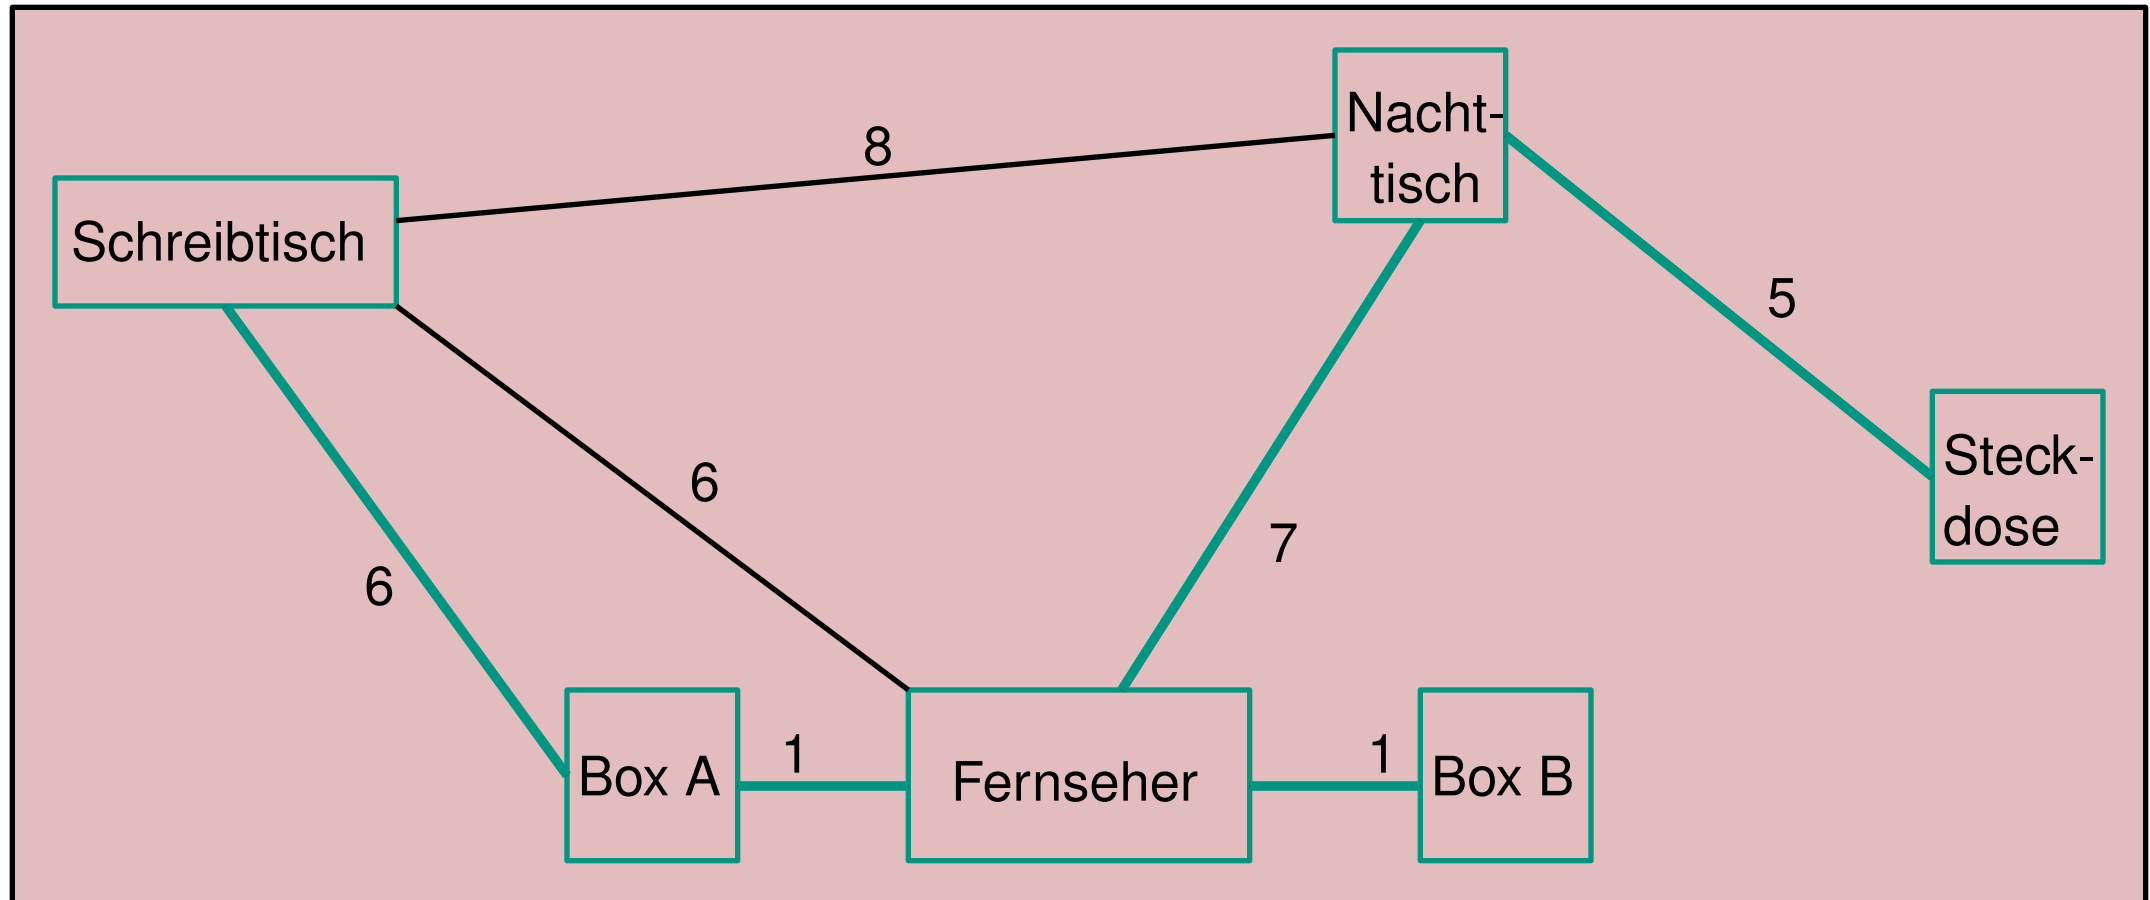 8
Nacht-
tisch
Schreibtisch
5
6
Steck-
dose
7
6
1
1
Box A
Fernseher
Box B